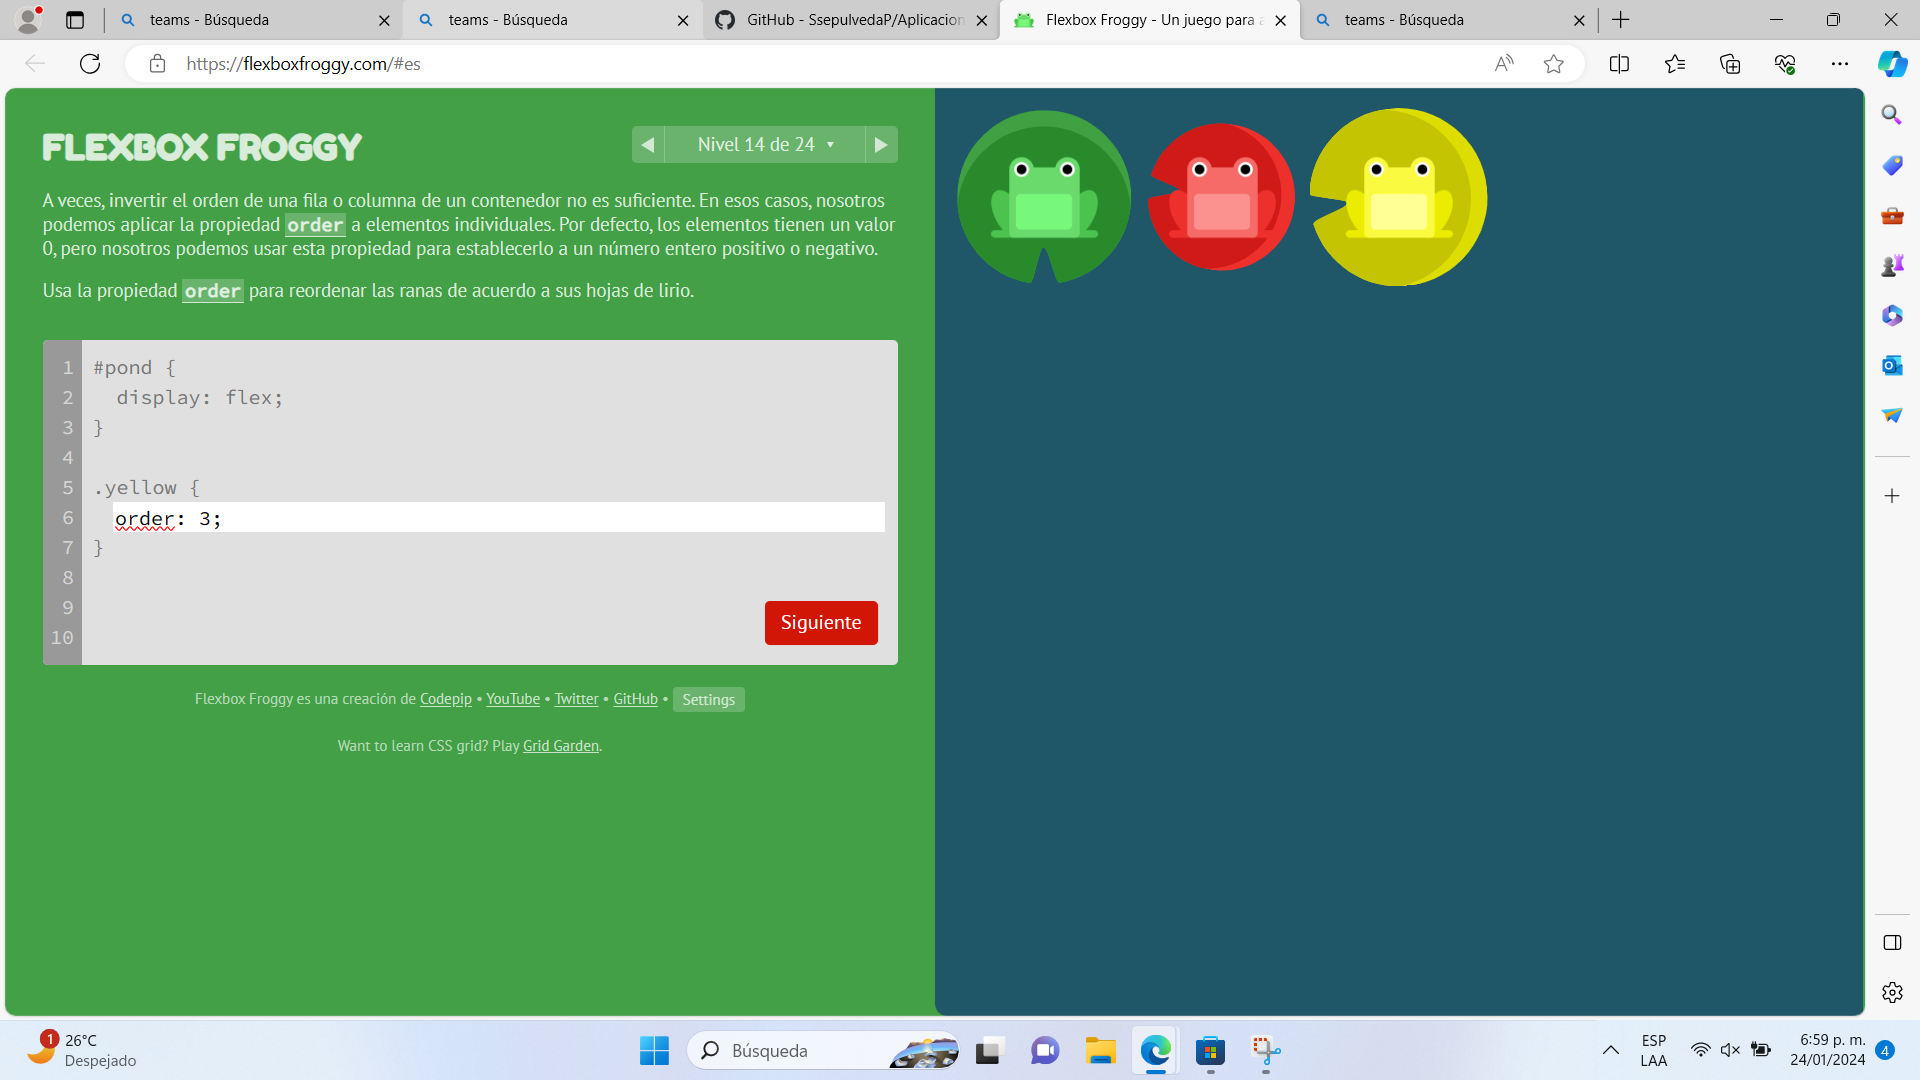 teams - Búsqueda
teams - Búsqueda
GitHub - SsepulvedaP/Aplicacion
Flexbox Froggy - Un juego para a
teams - Búsqueda
https://flexboxfroggy.com/#es
FLEXBOX FROGGY
Nivel 14 de 24
A veces, invertir el orden de una fila o columna de un contenedor no es suficiente. En esos casos, nosotros
podemos aplicar la propiedad order a elementos individuales. Por defecto, los elementos tienen un valor
0, pero nosotros podemos usar esta propiedad para establecerlo a un número entero positivo o negativo.
Usa la propiedad order para reordenar las ranas de acuerdo a sus hojas de lirio.
1 #pond {
2 display: flex;
3 }
4
5 .yellow {
6 order: 3;
7 }
8
9
10
Siguiente
Flexbox Froggy es una creación de Codepip • YouTube • Twitter • GitHub • Settings
Want to learn CSS grid? Play Grid Garden.
1
26°C
Despejado
Búsqueda
ESP
LAA
6:59 p. m.
24/01/2024
4